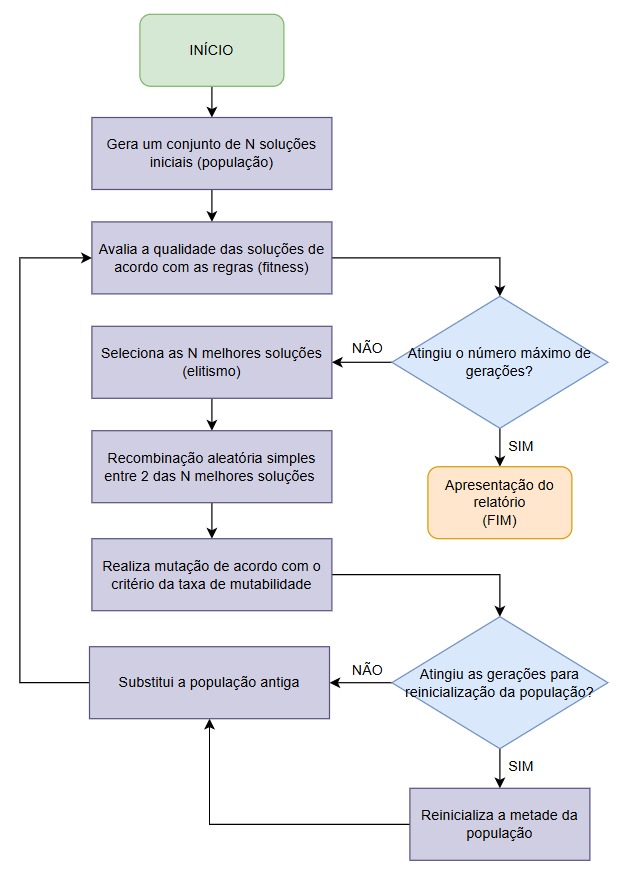 INÍCIO
Gera um conjunto de N soluções
iniciais (população)
Avalia a qualidade das soluções de
acordo com as regras (fitness)
Atingiu o número máximo de
gerações?
NÃO
Seleciona as N melhores soluções
(elitismo)
SIM
Apresentação do
relatório
(FIM)
Recombinação aleatória simples
entre 2 das N melhores soluções
Realiza mutação de acordo com o
critério da taxa de mutabilidade
Atingiu as gerações para
reinicialização da população?
NÃO
Substitui a população antiga
SIM
Reinicializa a metade da
população